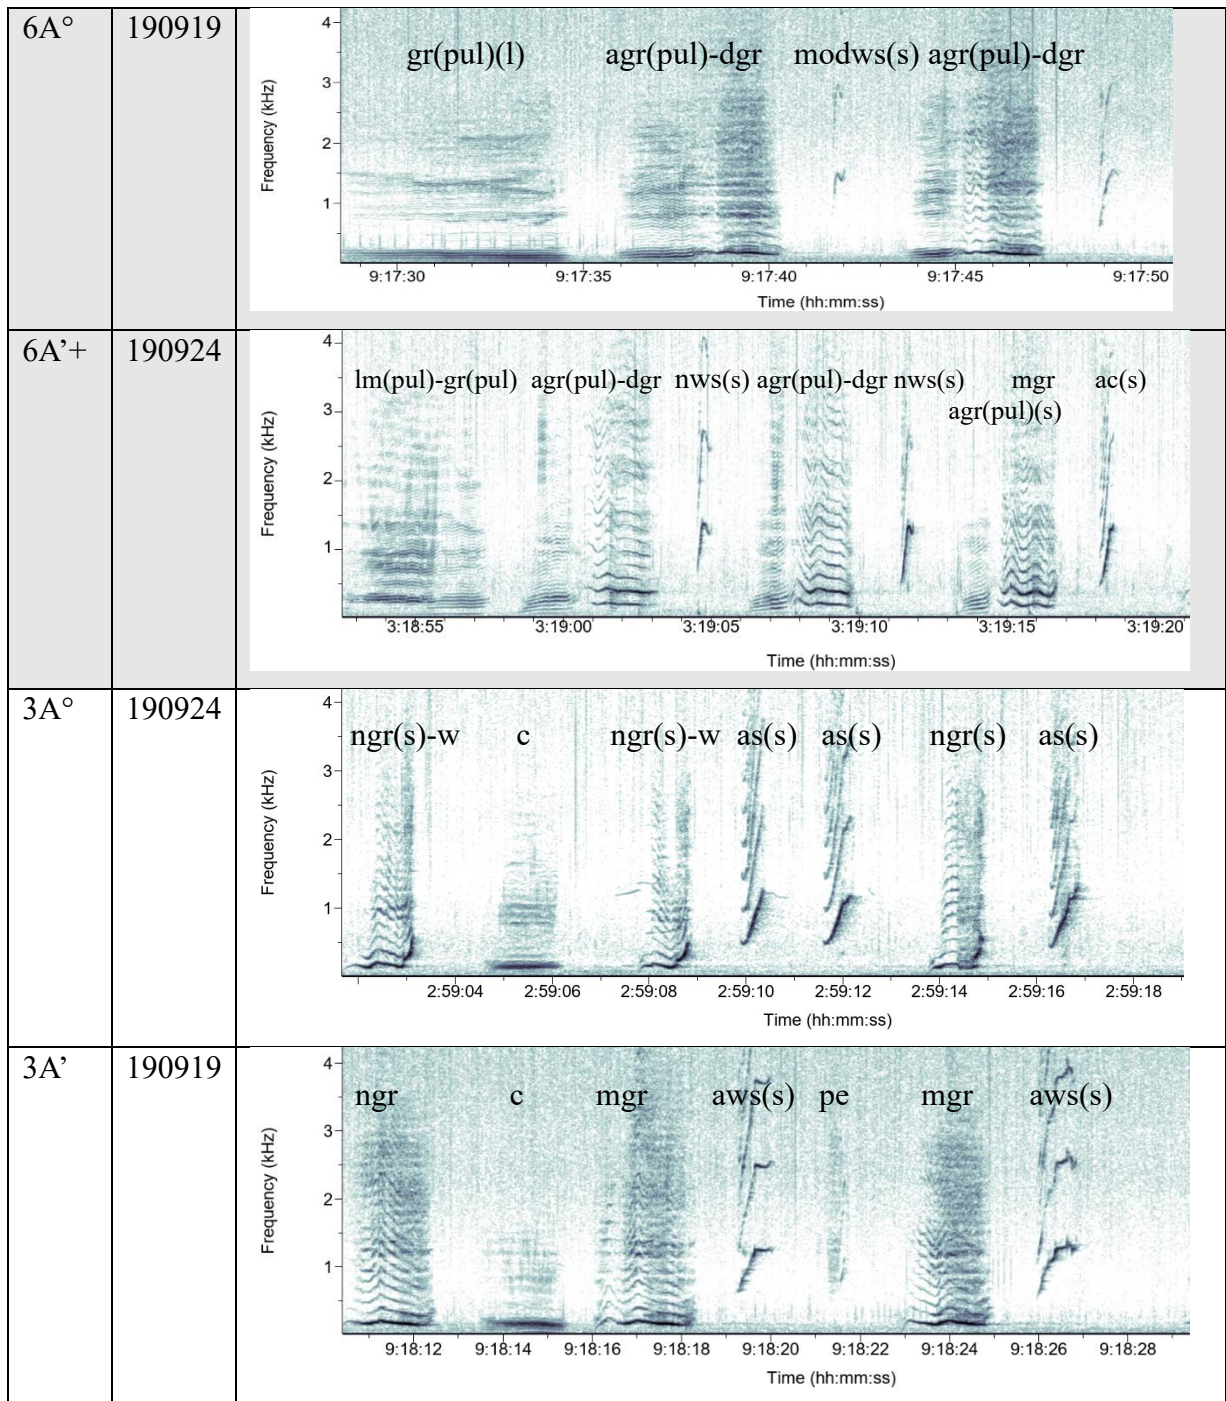 6A° 190919
gr(pul)(l) agr(pul)-dgr modws(s) agr(pul)-dgr
4
3
2
1
Frequency (kHz)
9:17:30 9:17:35 9:17:40 9:17:45 9:17:50
Time (hh:mm:ss)
6A’+ 190924
lm(pul)-gr(pul) agr(pul)-dgr nws(s) agr(pul)-dgr nws(s) mgr ac(s)
agr(pul)(s)
4
3
2
1
Frequency (kHz)
3:18:55 3:19:00 3:19:05 3:19:10 3:19:15 3:19:20
Time (hh:mm:ss)
3A° 190924
ngr(s)-w c ngr(s)-w as(s) as(s) ngr(s) as(s)
4
3
2
1
Frequency (kHz)
2:59:04 2:59:06 2:59:08 2:59:10 2:59:12 2:59:14 2:59:16 2:59:18
Time (hh:mm:ss)
3A’ 190919
ngr c mgr aws(s) pe mgr aws(s)
4
3
2
1
Frequency (kHz)
9:18:12 9:18:14 9:18:16 9:18:18 9:18:20 9:18:22 9:18:24 9:18:26 9:18:28
Time (hh:mm:ss)